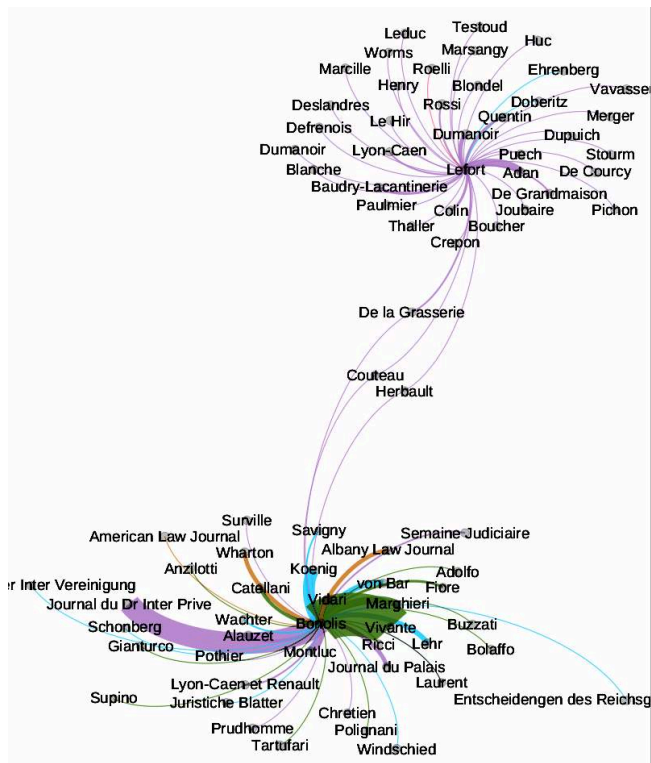 Testoud
Leduc
Huc
Marsangy
Worms
Marcille
Roelli
Ehrenberg
Henry
Blondel
Vavasse
Deslandres
Rossi
Doberitz
Merger
Le Hir
Quentin
Defrenois
Dumanoir
Dupuich
Dumanoir
Lyon-Caen
Puech
Stourm
Blanche
Lefort
Adan
De Courcy
Baudry-Lacantinerie
De Grandmaison
Paulmier
Colin
Joubaire
Pichon
Thaller
Boucher
Crepon
De la Grasserie
Couteau
Herbault
Surville
Savigny
Semaine Judiciaire
American Law Journal
Wharton
Albany Law Journal
Anzilotti
Koenig
Adolfo
er Inter Vereinigung
Catellani
von Bar
Fiore
Journal du Dr Inter Prive
Vidari
Marghieri
Schonberg
Wachter
Bonolis
Vivante
Buzzati
Gianturco
Alauzet
Ricci
Lehr
Bolaffo
Pothier
Montluc
Journal du Palais
Lyon-Caen et Renault
Laurent
Supino
Juristiche Blatter
Entscheidengen des Reichsg
Chretien
Prudhomme
Polignani
Tartufari
Windschied